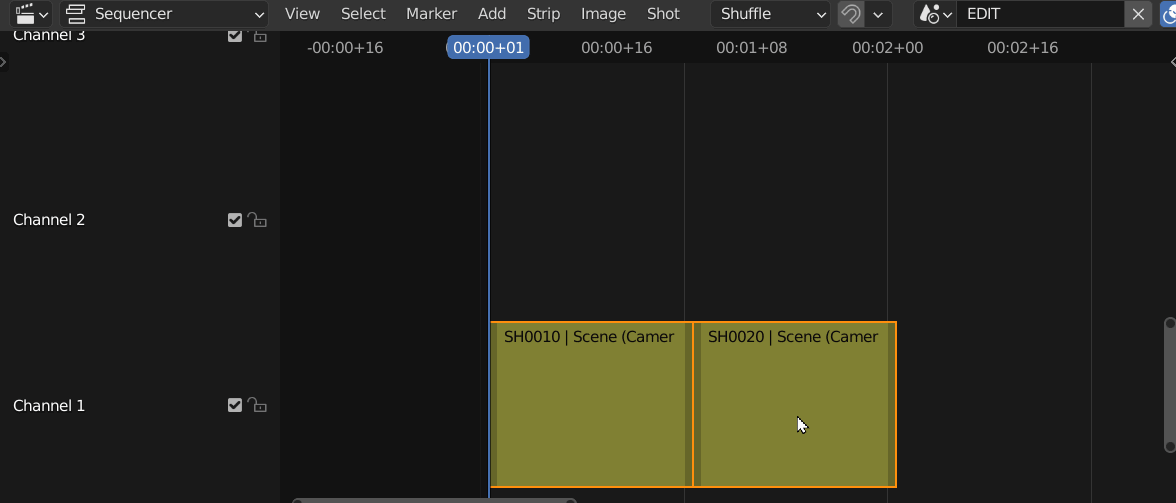 Sequencer View Select Marker Add Strip Image Shot Shuffle EDIT
Channel 3 -00:00+16 00:00+01 00:00+16 00:01+08 00:02+00 00:02+16
Channel 2
SH0010 | Scene (Camer SH0020 | Scene (Camer
Channel 1